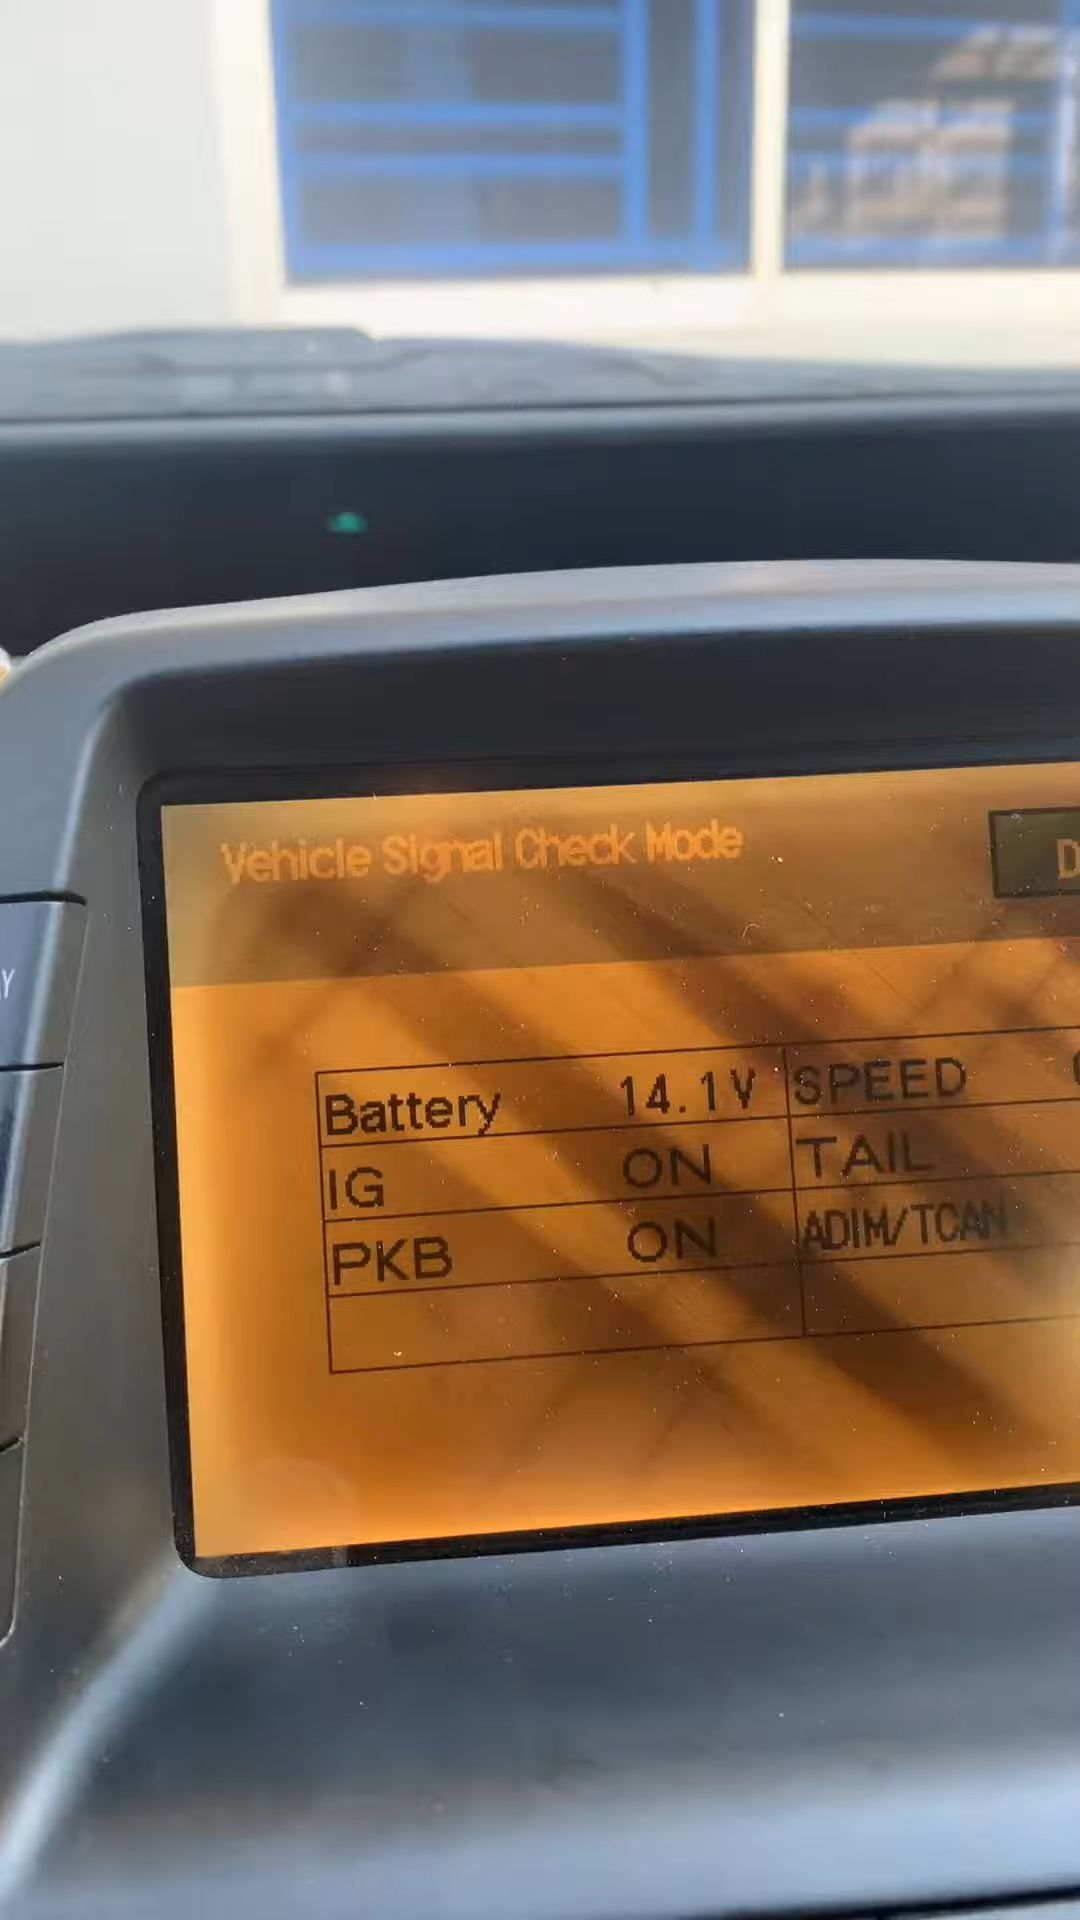 Vehicle Signal Check Mode
Battery 14.1V SPEED
IG ON TAIL
PKB ON ADIM/TCAN